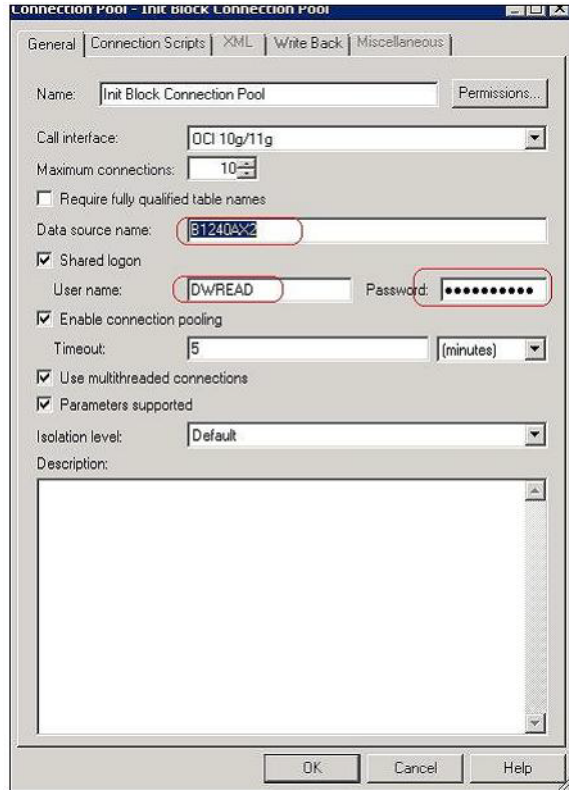 Connection Pool - Init Block Connection Pool
General Connection Scripts XML Write Back Miscellaneous
Name: Init Block Connection Pool Permissions...
Call interface: OCI 10g/11g
Maximum connections: 10
Require fully qualified table names
Data source name: B1240AX2
Shared logon
User name: DWREAD Password: ●●●●●●●●●●
Enable connection pooling
Timeout: 5 (minutes)
Use multithreaded connections
Parameters supported
Isolation level: Default
Description:
OK Cancel Help